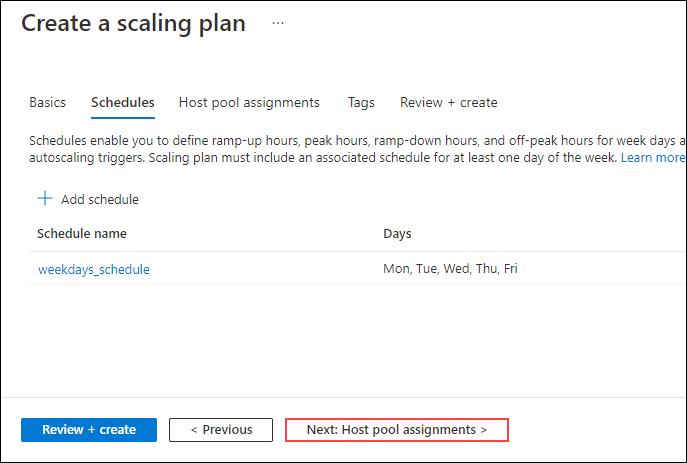 Create a scaling plan ...
Basics Schedules Host pool assignments Tags Review + create
Schedules enable you to define ramp-up hours, peak hours, ramp-down hours, and off-peak hours for week days a
autoscaling triggers. Scaling plan must include an associated schedule for at least one day of the week. Learn more
+ Add schedule
Schedule name Days
weekdays_schedule Mon, Tue, Wed, Thu, Fri
Review + create < Previous Next: Host pool assignments >